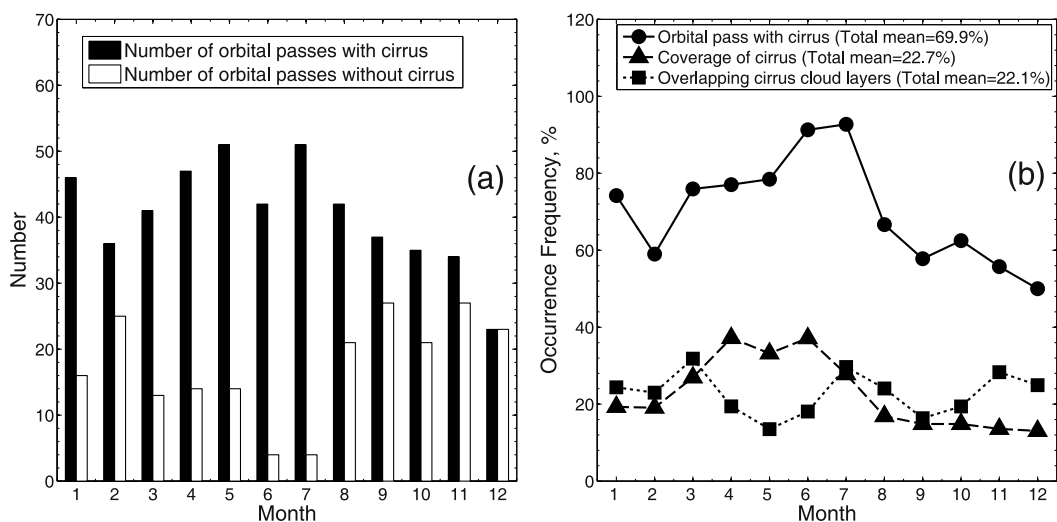 70
60
50
40
30
20
10
0
Number
Number of orbital passes with cirrus
Number of orbital passes without cirrus
(a)
1 2 3 4 5 6 7 8 9 10 11 12
Month
120
100
80
60
40
20
0
Occurrence Frequency, %
Orbital pass with cirrus (Total mean=69.9%)
Coverage of cirrus (Total mean=22.7%)
Overlapping cirrus cloud layers (Total mean=22.1%)
(b)
1 2 3 4 5 6 7 8 9 10 11 12
Month